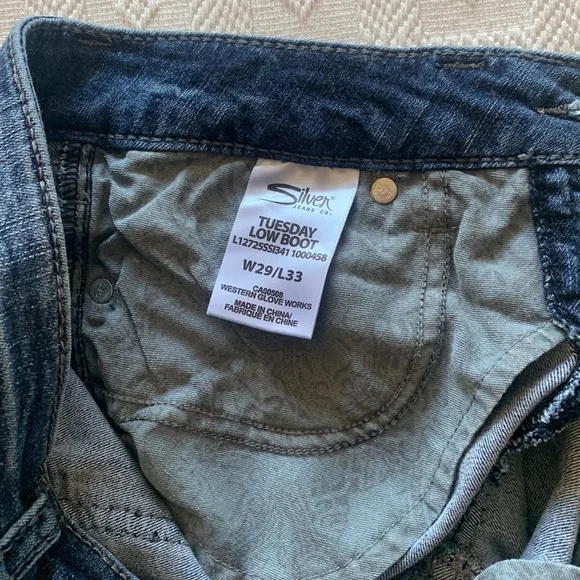 Silver
JEANS CO.
TUESDAY
LOW BOOT
L12725SSI341 1000458
W29/L33
CA00508
WESTERN GLOVE WORKS
MADE IN CHINA/
FABRIQUE EN CHINE